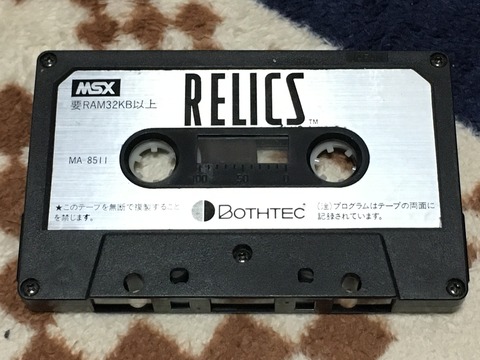 MSX
RELICS™
要RAM32KB以上
MA-8511
100 50 0
★このテープを無断で複製すること
を禁じます。
BOTHTEC
(注)プログラムはテープの両面に
記録されています。